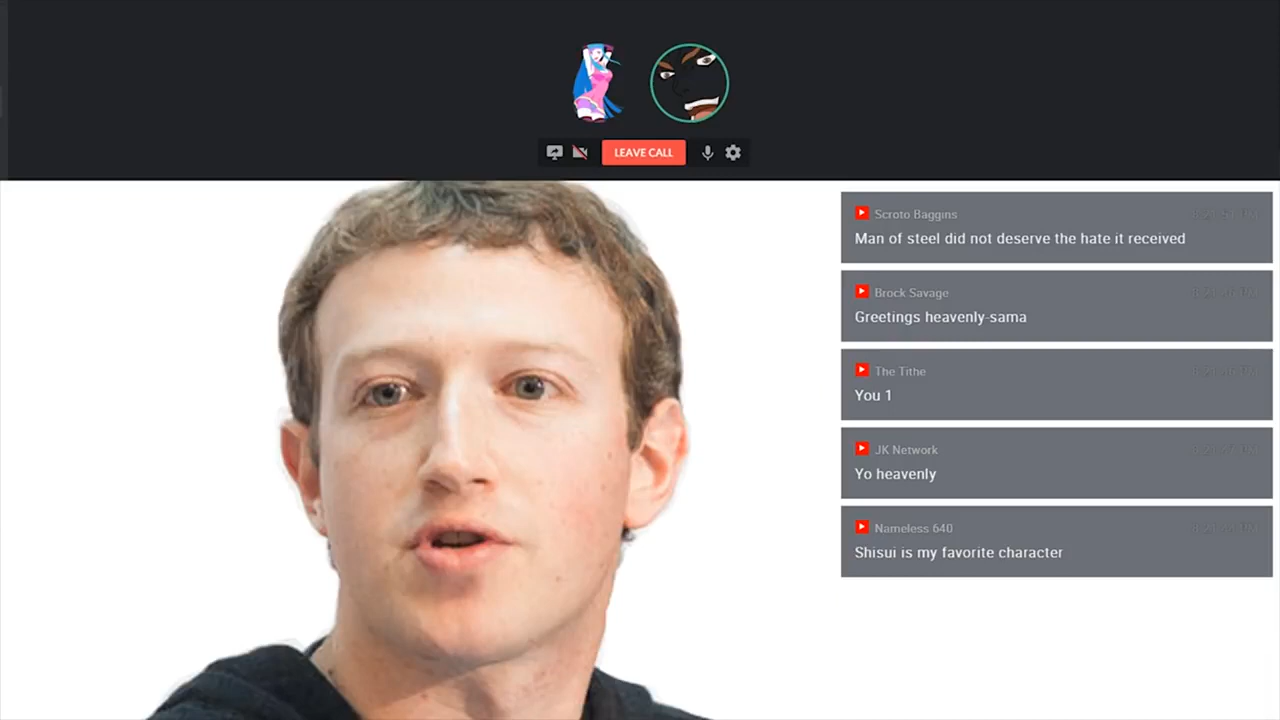 LEAVE CALL
Scroto Baggins
Man of steel did not deserve the hate it received
Brock Savage
Greetings heavenly-sama
The Tithe
You 1
JK Network
Yo heavenly
Nameless 640
Shisui is my favorite character